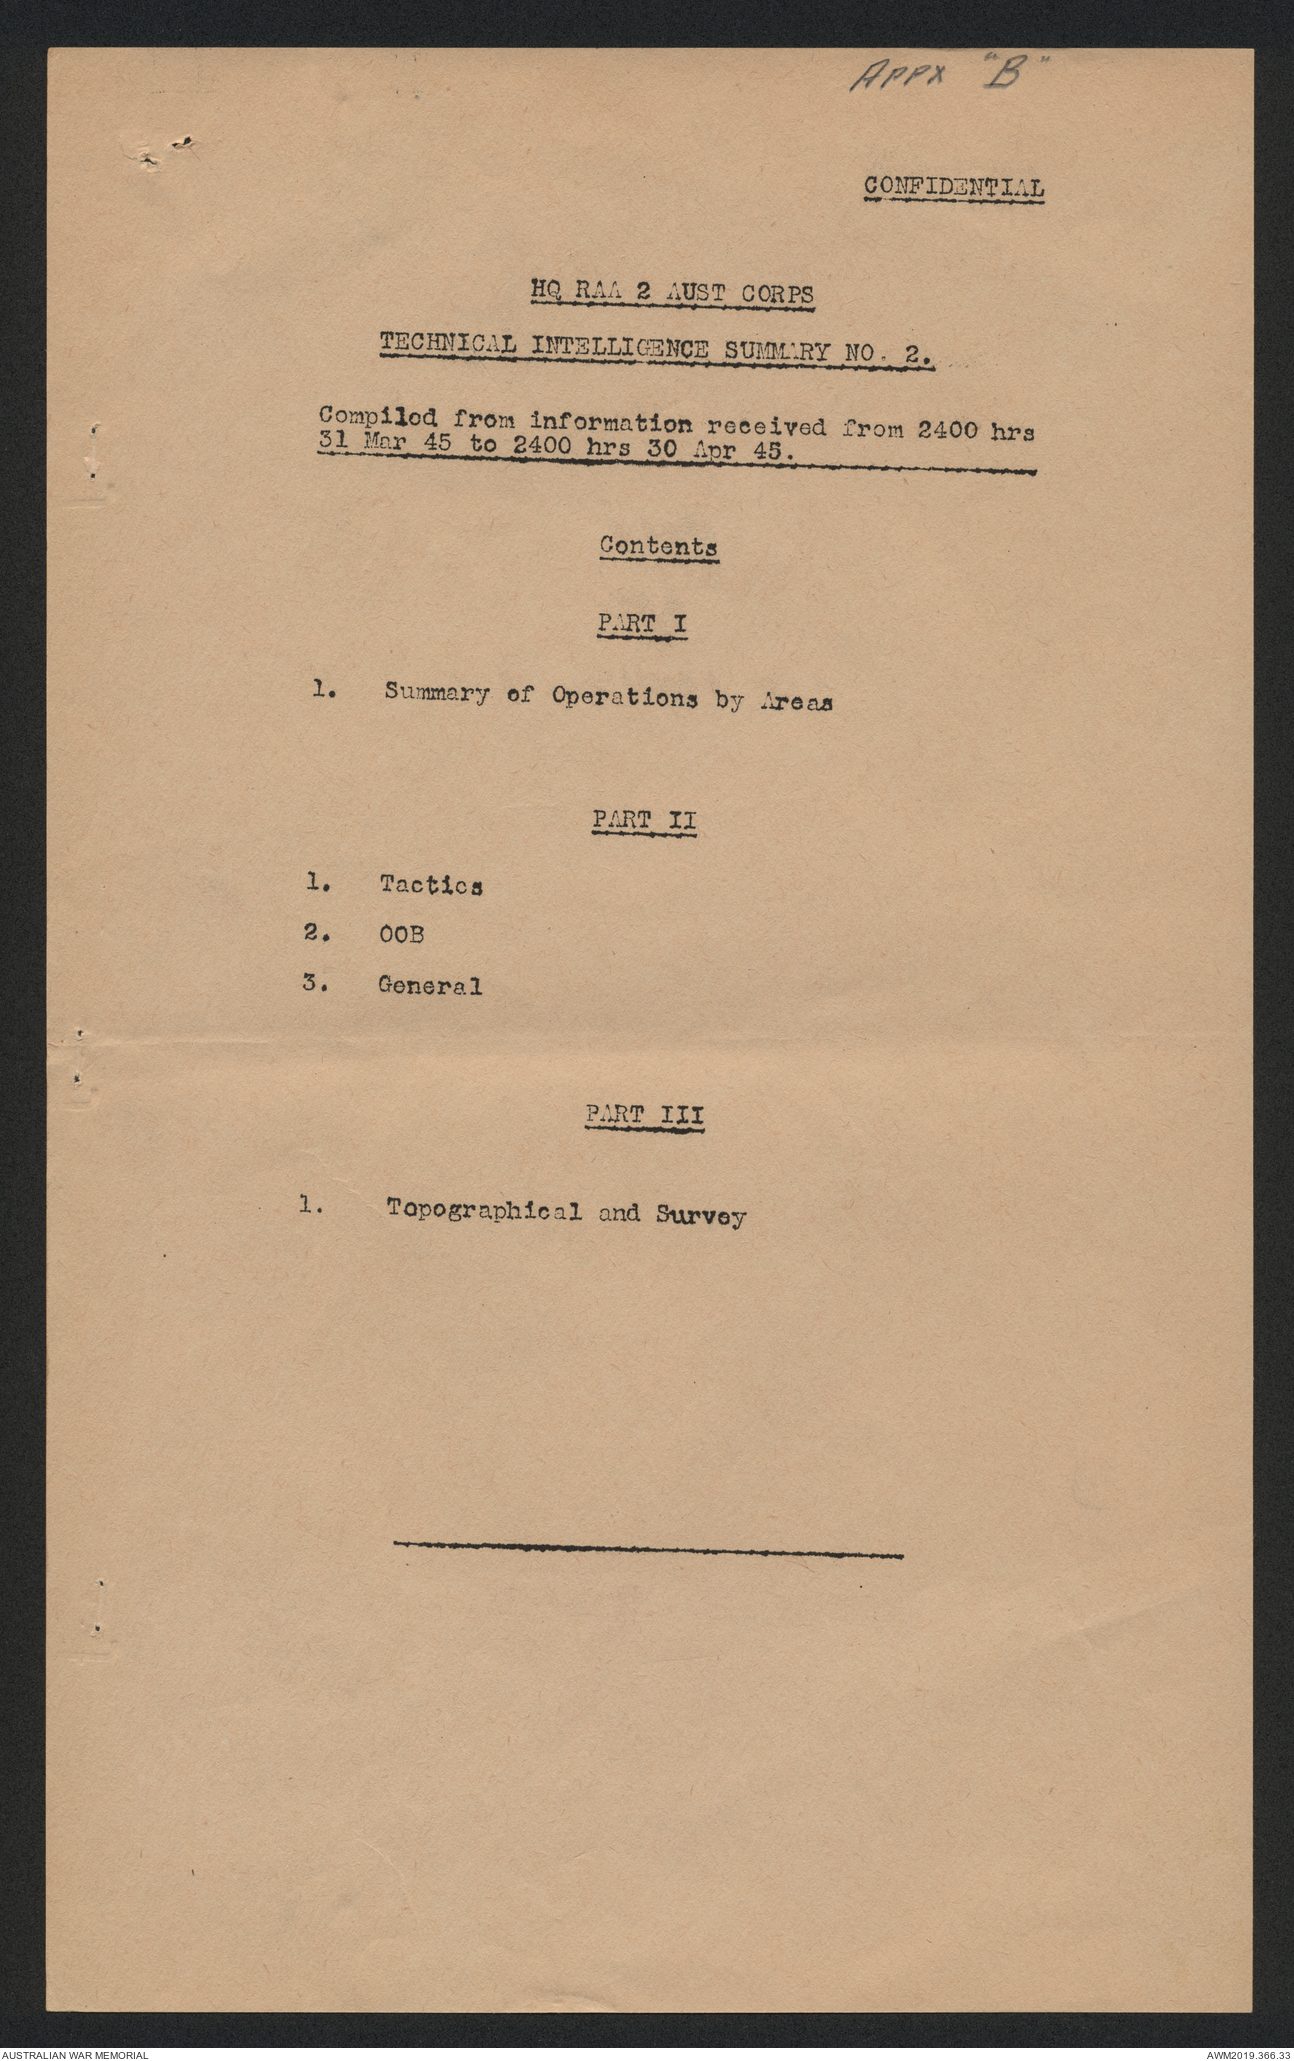 Appx "B"
CONFIDENTIAL
HQ RAA 2 AUST CORPS
TECHNICAL INTELLIGENCE SUMMARY NO. 2.
Compiled from information received from 2400 hrs
31 Mar 45 to 2400 hrs 30 Apr 45.
Contents
PART I
1. Summary of Operations by Areas
PART II
1. Tactics
2. OOB
3. General
PART III
1. Topographical and Survey
AUSTRALIAN WAR MEMORIAL
AWM2019.366.33